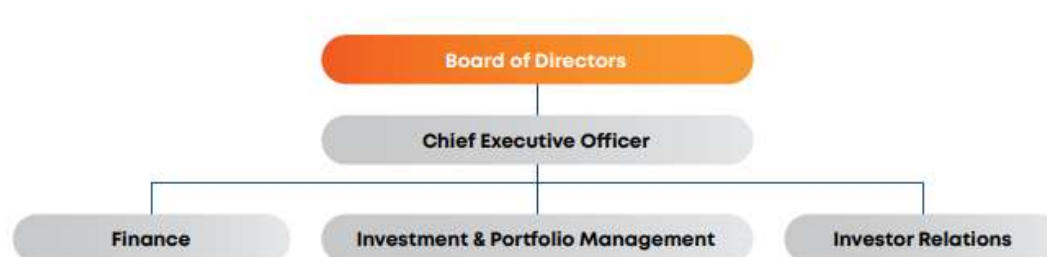 Board of Directors
Chief Executive Officer
Finance
Investment & Portfolio Management
Investor Relations